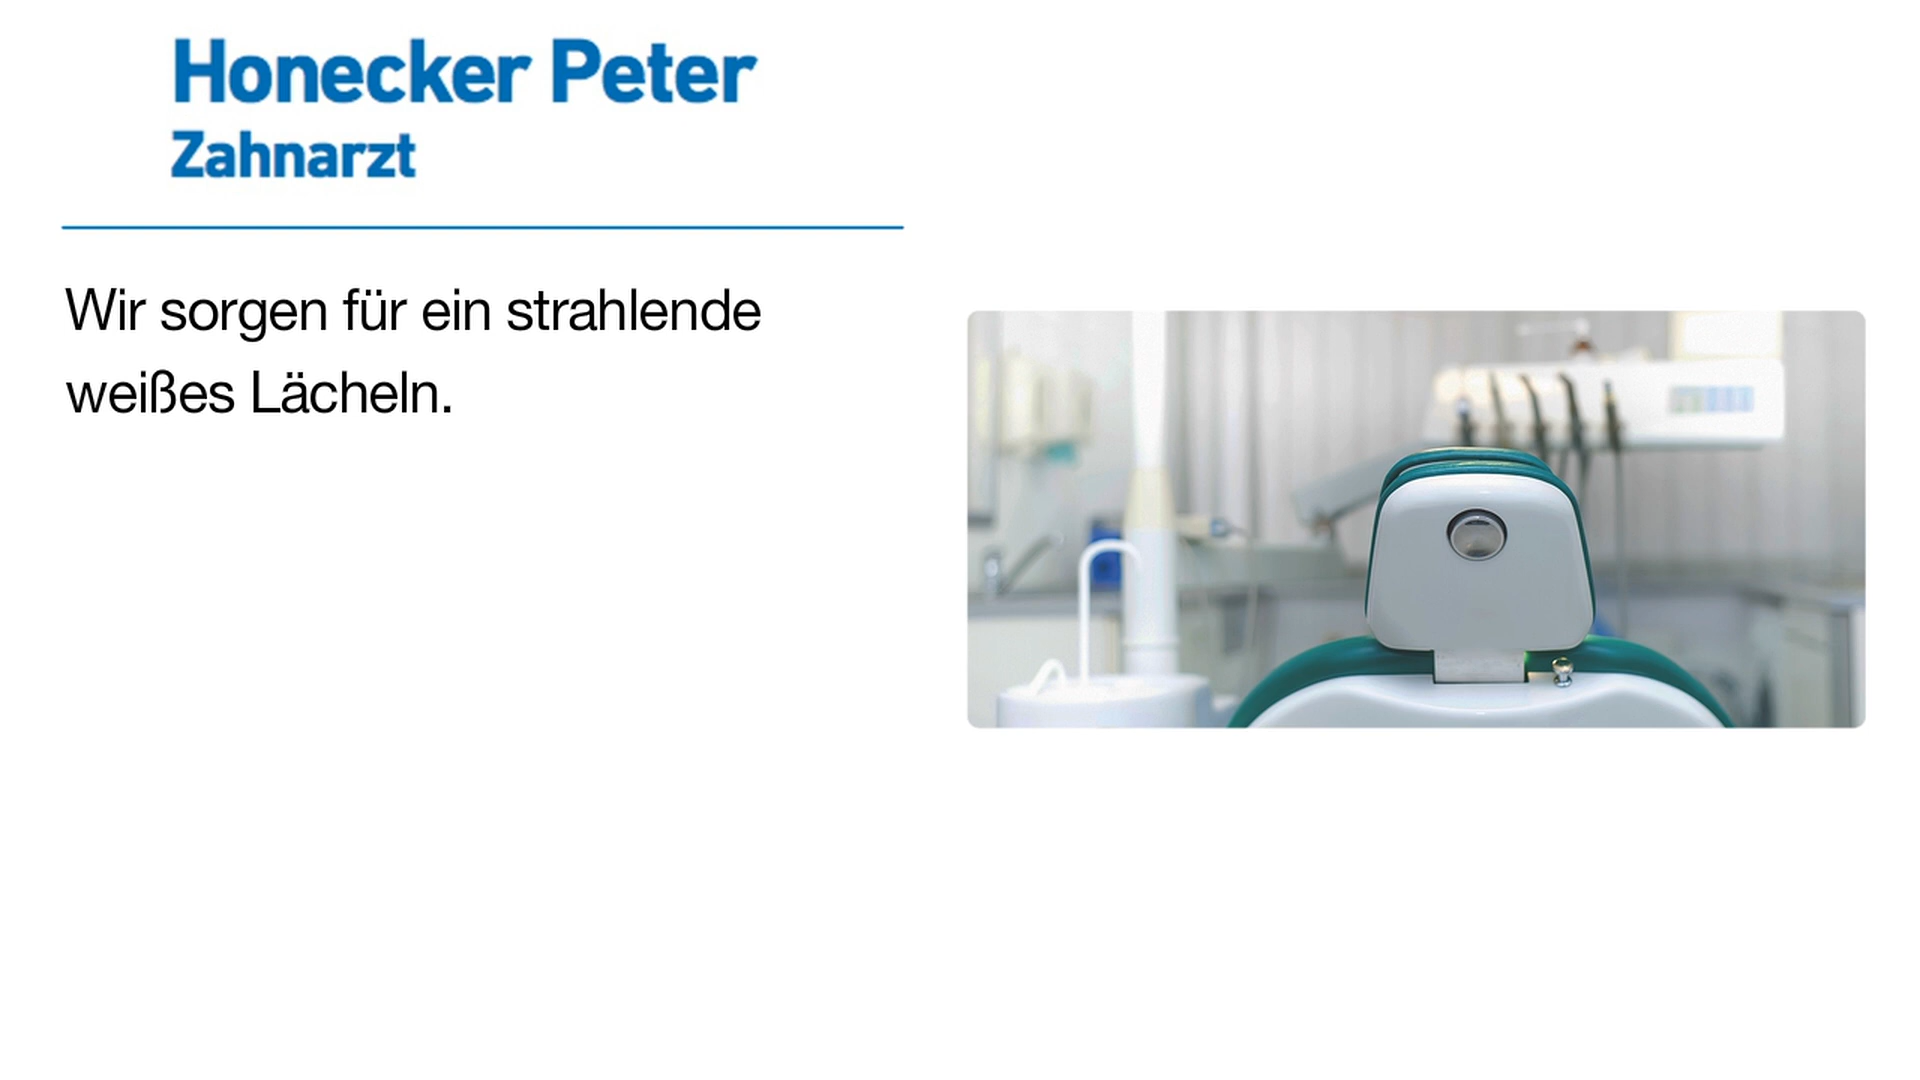 Honecker Peter
Zahnarzt
Wir sorgen für ein strahlende
weißes Lächeln.